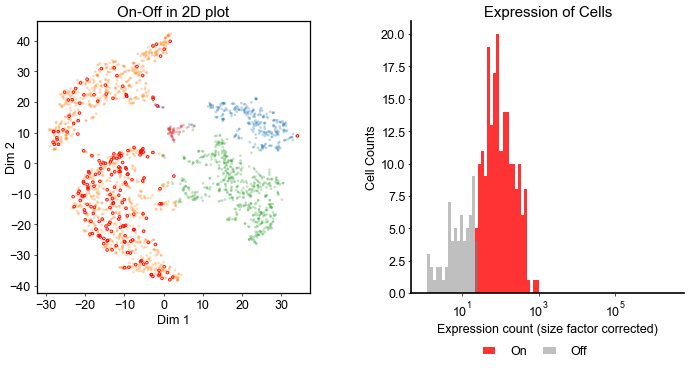 On-Off in 2D plot
40
30
20
10
0
−10
−20
−30
−40
Dim 2
−30 −20 −10 0 10 20 30
Dim 1
Expression of Cells
20.0
17.5
15.0
12.5
10.0
7.5
5.0
2.5
0.0
Cell Counts
10^1 10^3 10^5
Expression count (size factor corrected)
On Off